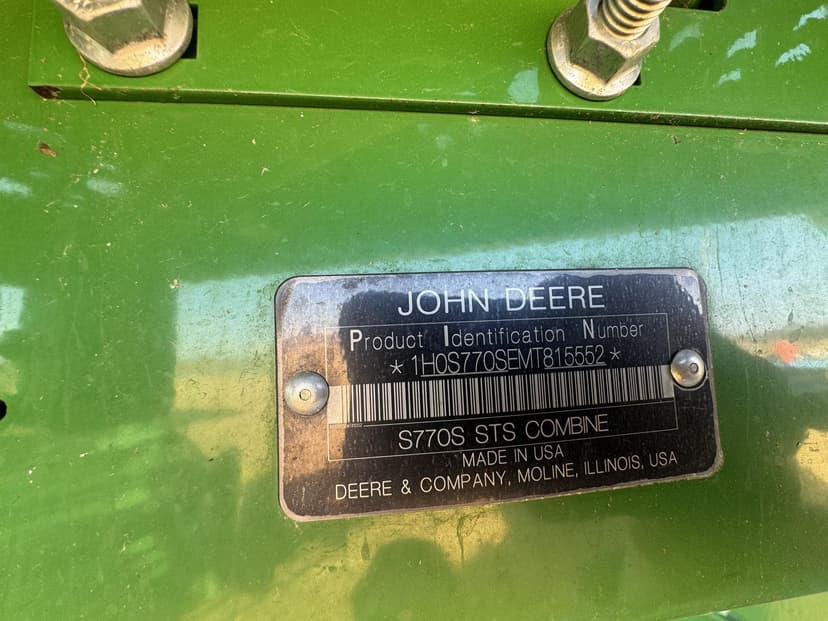 JOHN DEERE
Product Identification Number
*1H0S770SEMT815552*
S770S STS COMBINE
MADE IN USA
DEERE & COMPANY, MOLINE, ILLINOIS, USA